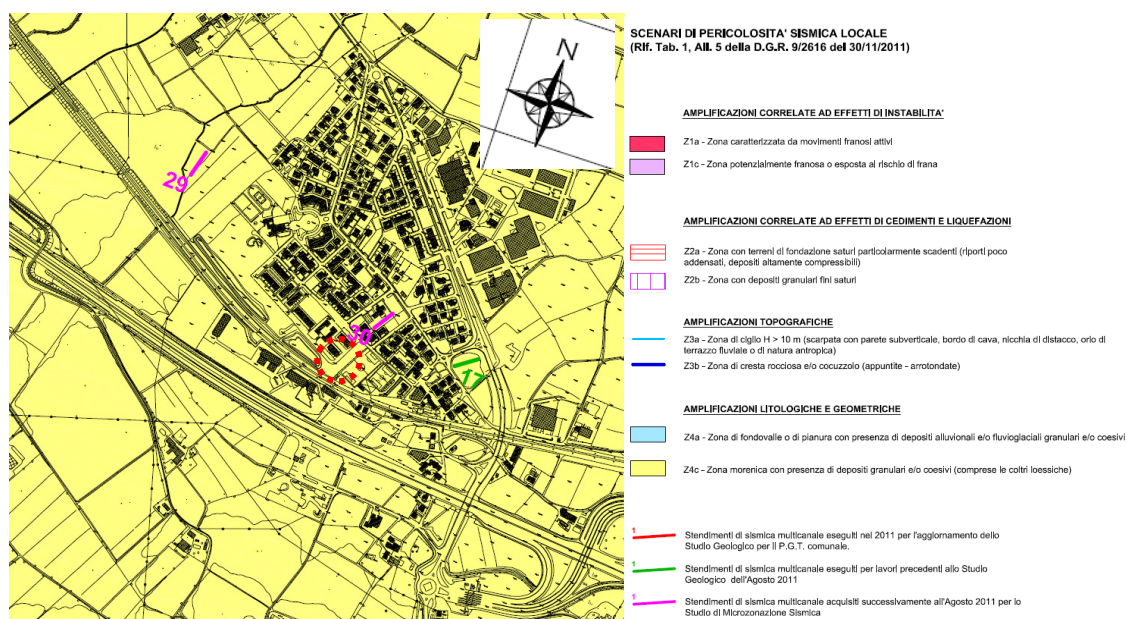 N
29
30
17
SCENARI DI PERICOLOSITA' SISMICA LOCALE
(Rif. Tab. 1, All. 5 della D.G.R. 9/2616 del 30/11/2011)
AMPLIFICAZIONI CORRELATE AD EFFETTI DI INSTABILITA'
Z1a - Zona caratterizzata da movimenti franosi attivi
Z1c - Zona potenzialmente franosa o esposta al rischio di frana
AMPLIFICAZIONI CORRELATE AD EFFETTI DI CEDIMENTI E LIQUEFAZIONI
Z2a - Zona con terreni di fondazione saturi particolarmente scadenti (riporti poco
addensati, depositi altamente compressibili)
Z2b - Zona con depositi granulari fini saturi
AMPLIFICAZIONI TOPOGRAFICHE
Z3a - Zona di ciglio H > 10 m (scarpata con parete subverticale, bordo di cava, nicchia di distacco, orlo di
terrazzo fluviale o di natura antropica)
Z3b - Zona di cresta rocciosa e/o cocuzzolo (appuntite - arrotondate)
AMPLIFICAZIONI LITOLOGICHE E GEOMETRICHE
Z4a - Zona di fondovalle o di pianura con presenza di depositi alluvionali e/o fluvioglaciali granulari e/o coesivi
Z4c - Zona morenica con presenza di depositi granulari e/o coesivi (comprese le coltri loessiche)
1
Stendimenti di sismica multicanale eseguiti nel 2011 per l'aggiornamento dello
Studio Geologico per il P.G.T. comunale.
1
Stendimenti di sismica multicanale eseguiti per lavori precedenti allo Studio
Geologico dell'Agosto 2011
1
Stendimenti di sismica multicanale acquisiti successivamente all'Agosto 2011 per lo
Studio di Microzonazione Sismica